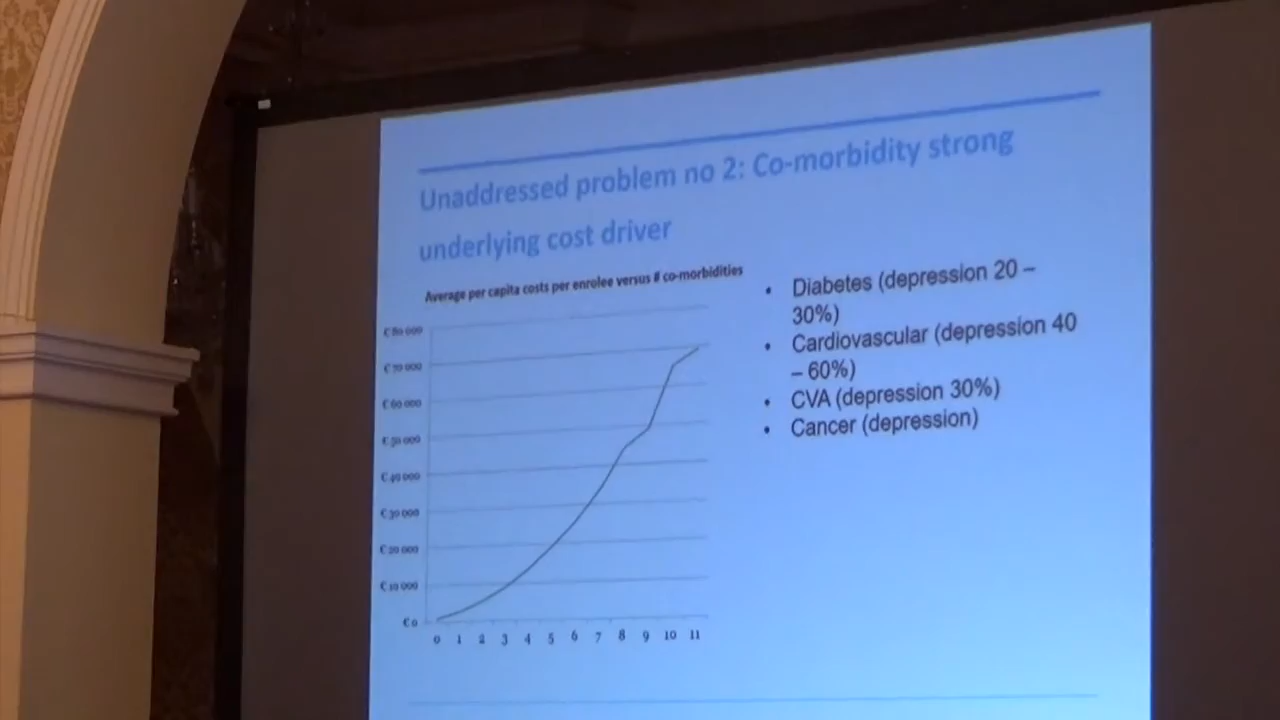 Unaddressed problem no 2: Co-morbidity strong
underlying cost driver
Average per capita costs per enrolee versus # co-morbidities
€ 80 000
€ 70 000
€ 60 000
€ 50 000
€ 40 000
€ 30 000
€ 20 000
€ 10 000
€ 0
0 1 2 3 4 5 6 7 8 9 10 11
• Diabetes (depression 20 –
30%)
• Cardiovascular (depression 40
– 60%)
• CVA (depression 30%)
• Cancer (depression)